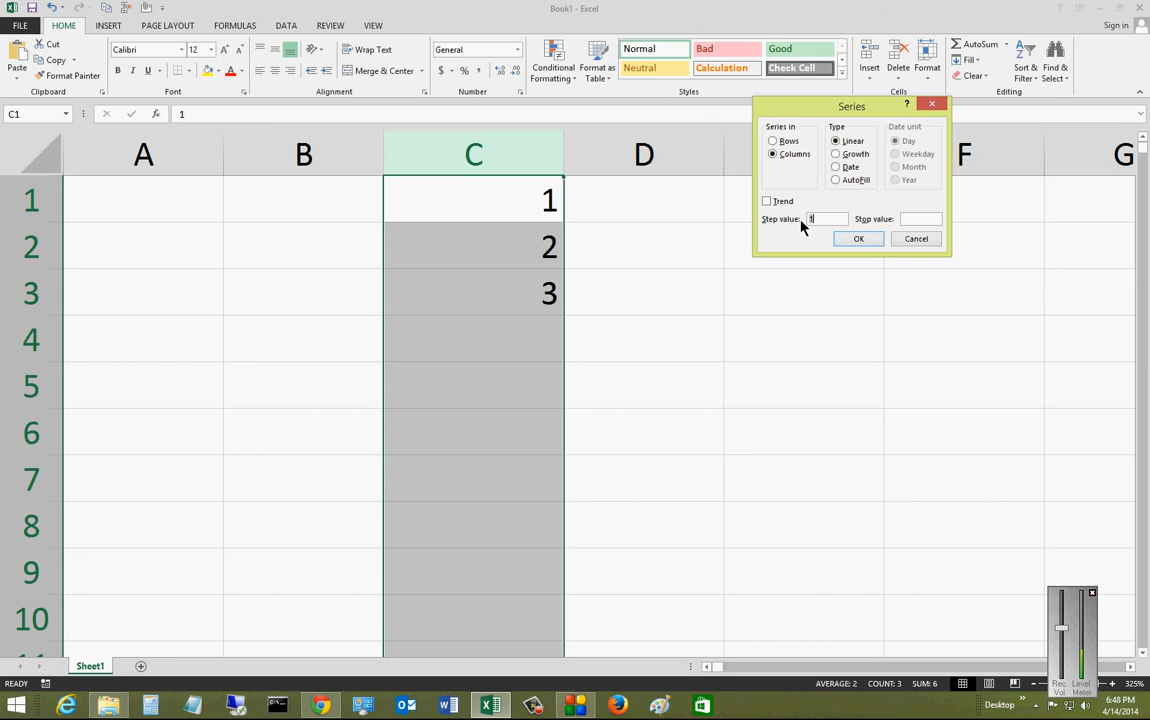 Book1 - Excel
FILE HOME INSERT PAGE LAYOUT FORMULAS DATA REVIEW VIEW Sign in
Paste Cut Copy Format Painter Clipboard
Calibri 12 A A B I U A Font
Wrap Text Merge & Center Alignment
General $ % , Number
Conditional Formatting Format as Table
Normal Bad Good
Neutral Calculation Check Cell
Styles
Insert Delete Format Cells
AutoSum Fill Clear Sort & Filter Find & Select Editing
C1 fx 1
Series ?
Series in Type Date unit
Rows Linear Day
Columns Growth Weekday
Date Month
AutoFill Year
Trend
Step value: 1 Stop value:
OK Cancel
A B C D F G
1 1
2 2
3 3
4
5
6
7
8
9
10
Sheet1
READY AVERAGE: 2 COUNT: 3 SUM: 6 325%
Rec. Vol. Level Meter
Desktop 6:48 PM
4/14/2014